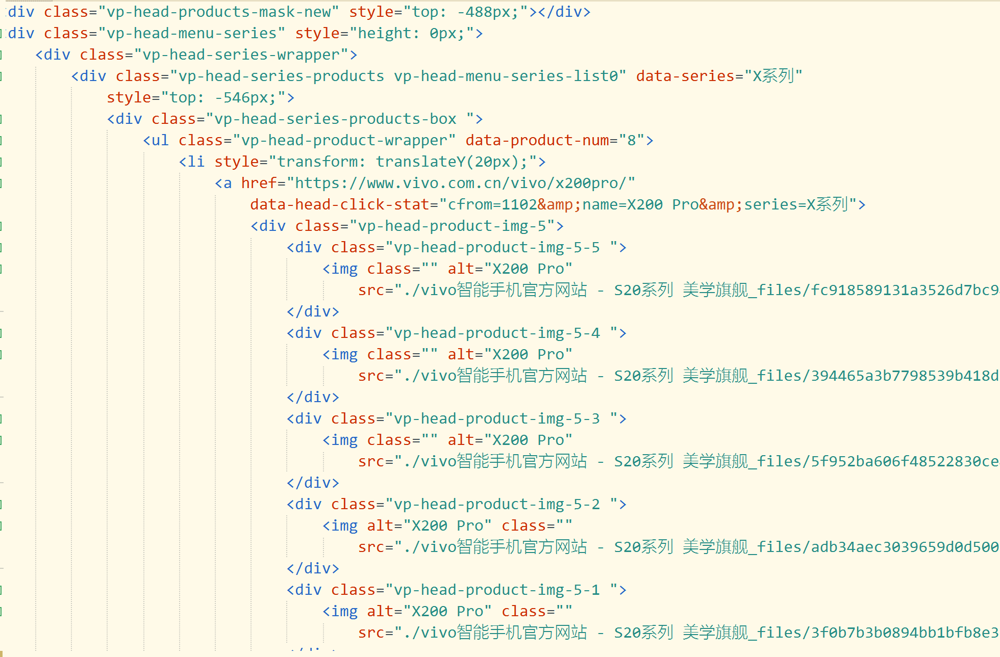 div class="vp-head-products-mask-new" style="top: -488px;"></div>
div class="vp-head-menu-series" style="height: 0px;">
<div class="vp-head-series-wrapper">
<div class="vp-head-series-products vp-head-menu-series-list0" data-series="X系列"
style="top: -546px;">
<div class="vp-head-series-products-box ">
<ul class="vp-head-product-wrapper" data-product-num="8">
<li style="transform: translateY(20px);">
<a href="https://www.vivo.com.cn/vivo/x200pro/"
data-head-click-stat="cfrom=1102&amp;name=X200 Pro&amp;series=X系列">
<div class="vp-head-product-img-5">
<div class="vp-head-product-img-5-5 ">
<img class="" alt="X200 Pro"
src="./vivo智能手机官方网站 - S20系列 美学旗舰_files/fc918589131a3526d7bc9
</div>
<div class="vp-head-product-img-5-4 ">
<img class="" alt="X200 Pro"
src="./vivo智能手机官方网站 - S20系列 美学旗舰_files/394465a3b7798539b418d
</div>
<div class="vp-head-product-img-5-3 ">
<img class="" alt="X200 Pro"
src="./vivo智能手机官方网站 - S20系列 美学旗舰_files/5f952ba606f48522830ce
</div>
<div class="vp-head-product-img-5-2 ">
<img alt="X200 Pro" class=""
src="./vivo智能手机官方网站 - S20系列 美学旗舰_files/adb34aec3039659d0d500
</div>
<div class="vp-head-product-img-5-1 ">
<img alt="X200 Pro" class=""
src="./vivo智能手机官方网站 - S20系列 美学旗舰_files/3f0b7b3b0894bb1bfb8e3